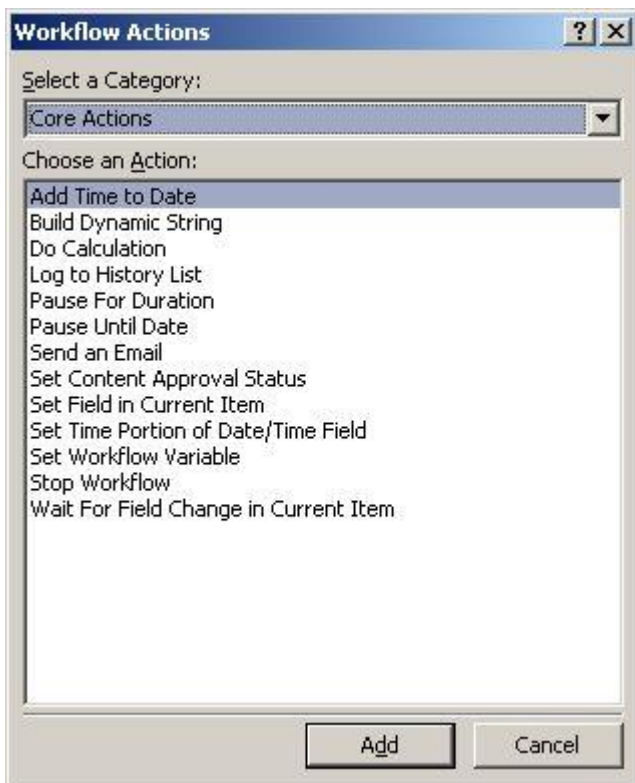 Workflow Actions
Select a Category:
Core Actions
Choose an Action:
Add Time to Date
Build Dynamic String
Do Calculation
Log to History List
Pause For Duration
Pause Until Date
Send an Email
Set Content Approval Status
Set Field in Current Item
Set Time Portion of Date/Time Field
Set Workflow Variable
Stop Workflow
Wait For Field Change in Current Item
Add Cancel